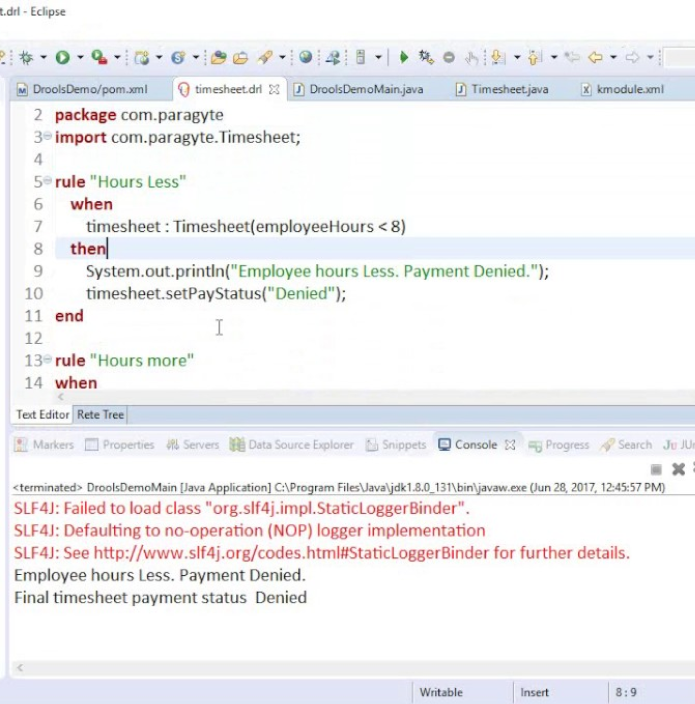 t.drl - Eclipse
DroolsDemo/pom.xml timesheet.drl DroolsDemoMain.java Timesheet.java kmodule.xml
2 package com.paragyte
3 import com.paragyte.Timesheet;
4
5 rule "Hours Less"
6 when
7 timesheet : Timesheet(employeeHours < 8)
8 then
9 System.out.println("Employee hours Less. Payment Denied.");
10 timesheet.setPayStatus("Denied");
11 end
12
13 rule "Hours more"
14 when
Text Editor Rete Tree
Markers Properties Servers Data Source Explorer Snippets Console Progress Search JUn
<terminated> DroolsDemoMain [Java Application] C:\Program Files\Java\jdk1.8.0_131\bin\javaw.exe (Jun 28, 2017, 12:45:57 PM)
SLF4J: Failed to load class "org.slf4j.impl.StaticLoggerBinder".
SLF4J: Defaulting to no-operation (NOP) logger implementation
SLF4J: See http://www.slf4j.org/codes.html#StaticLoggerBinder for further details.
Employee hours Less. Payment Denied.
Final timesheet payment status  Denied
Writable Insert 8 : 9